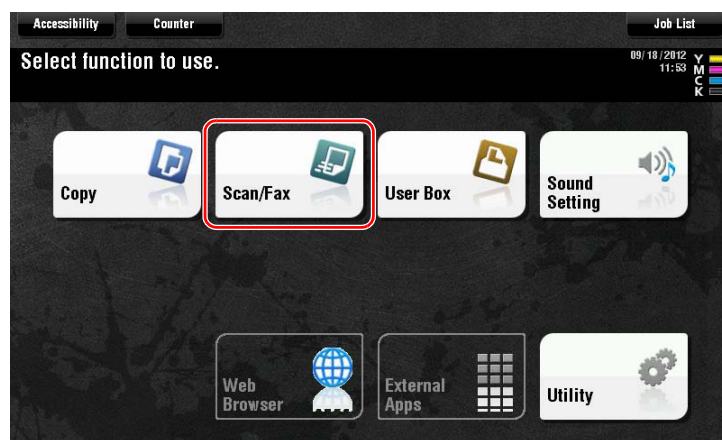 Accessibility
Counter
Job List
Select function to use.
09/18/2012
11:53
Y
M
C
K
Copy
Scan/Fax
User Box
Sound
Setting
Web
Browser
External
Apps
Utility